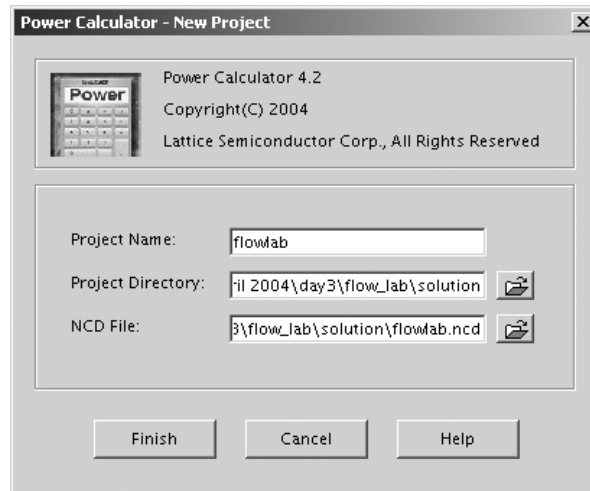 Power Calculator - New Project
Power
Power Calculator 4.2
Copyright(C) 2004
Lattice Semiconductor Corp., All Rights Reserved
Project Name: flowlab
Project Directory: ril 2004\day3\flow_lab\solution
NCD File: 3\flow_lab\solution\flowlab.ncd
Finish Cancel Help